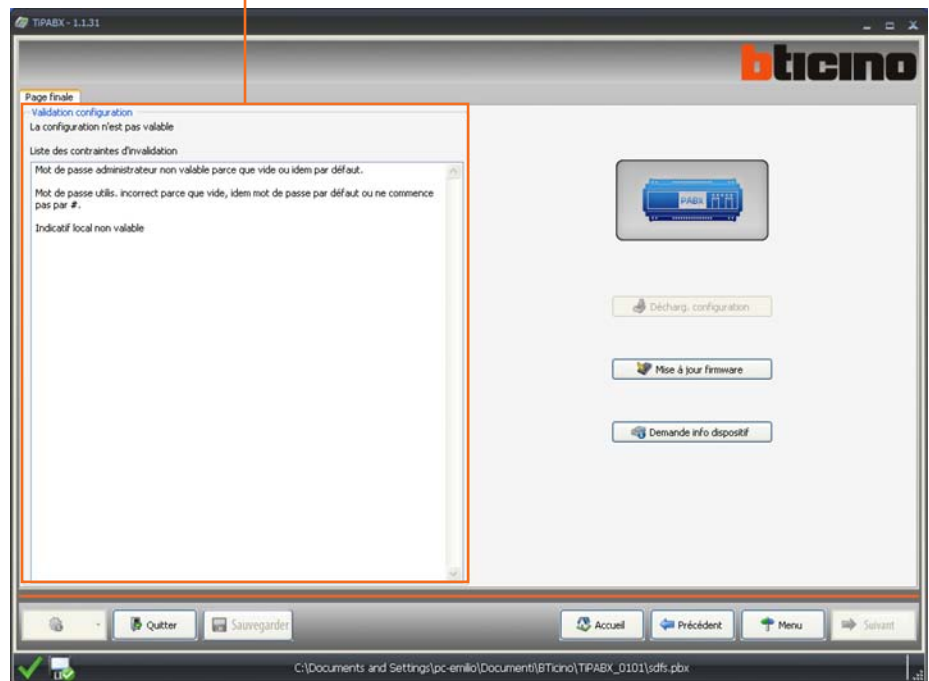 TiPABX - 1.1.31
bticino
Page finale
Validation configuration
La configuration n'est pas valable
Liste des contraintes d'invalidation
Mot de passe administrateur non valable parce que vide ou idem par défaut.
Mot de passe utilis. incorrect parce que vide, idem mot de passe par défaut ou ne commence
pas par #.
Indicatif local non valable
PABX
Décharg. configuration
Mise à jour firmware
Demande info dispositif
Quitter
Sauvegarder
Accueil
Précédent
Menu
Suivant
C:\Documents and Settings\pc-emilio\Documenti\BTicino\TiPABX_0101\sdfs.pbx